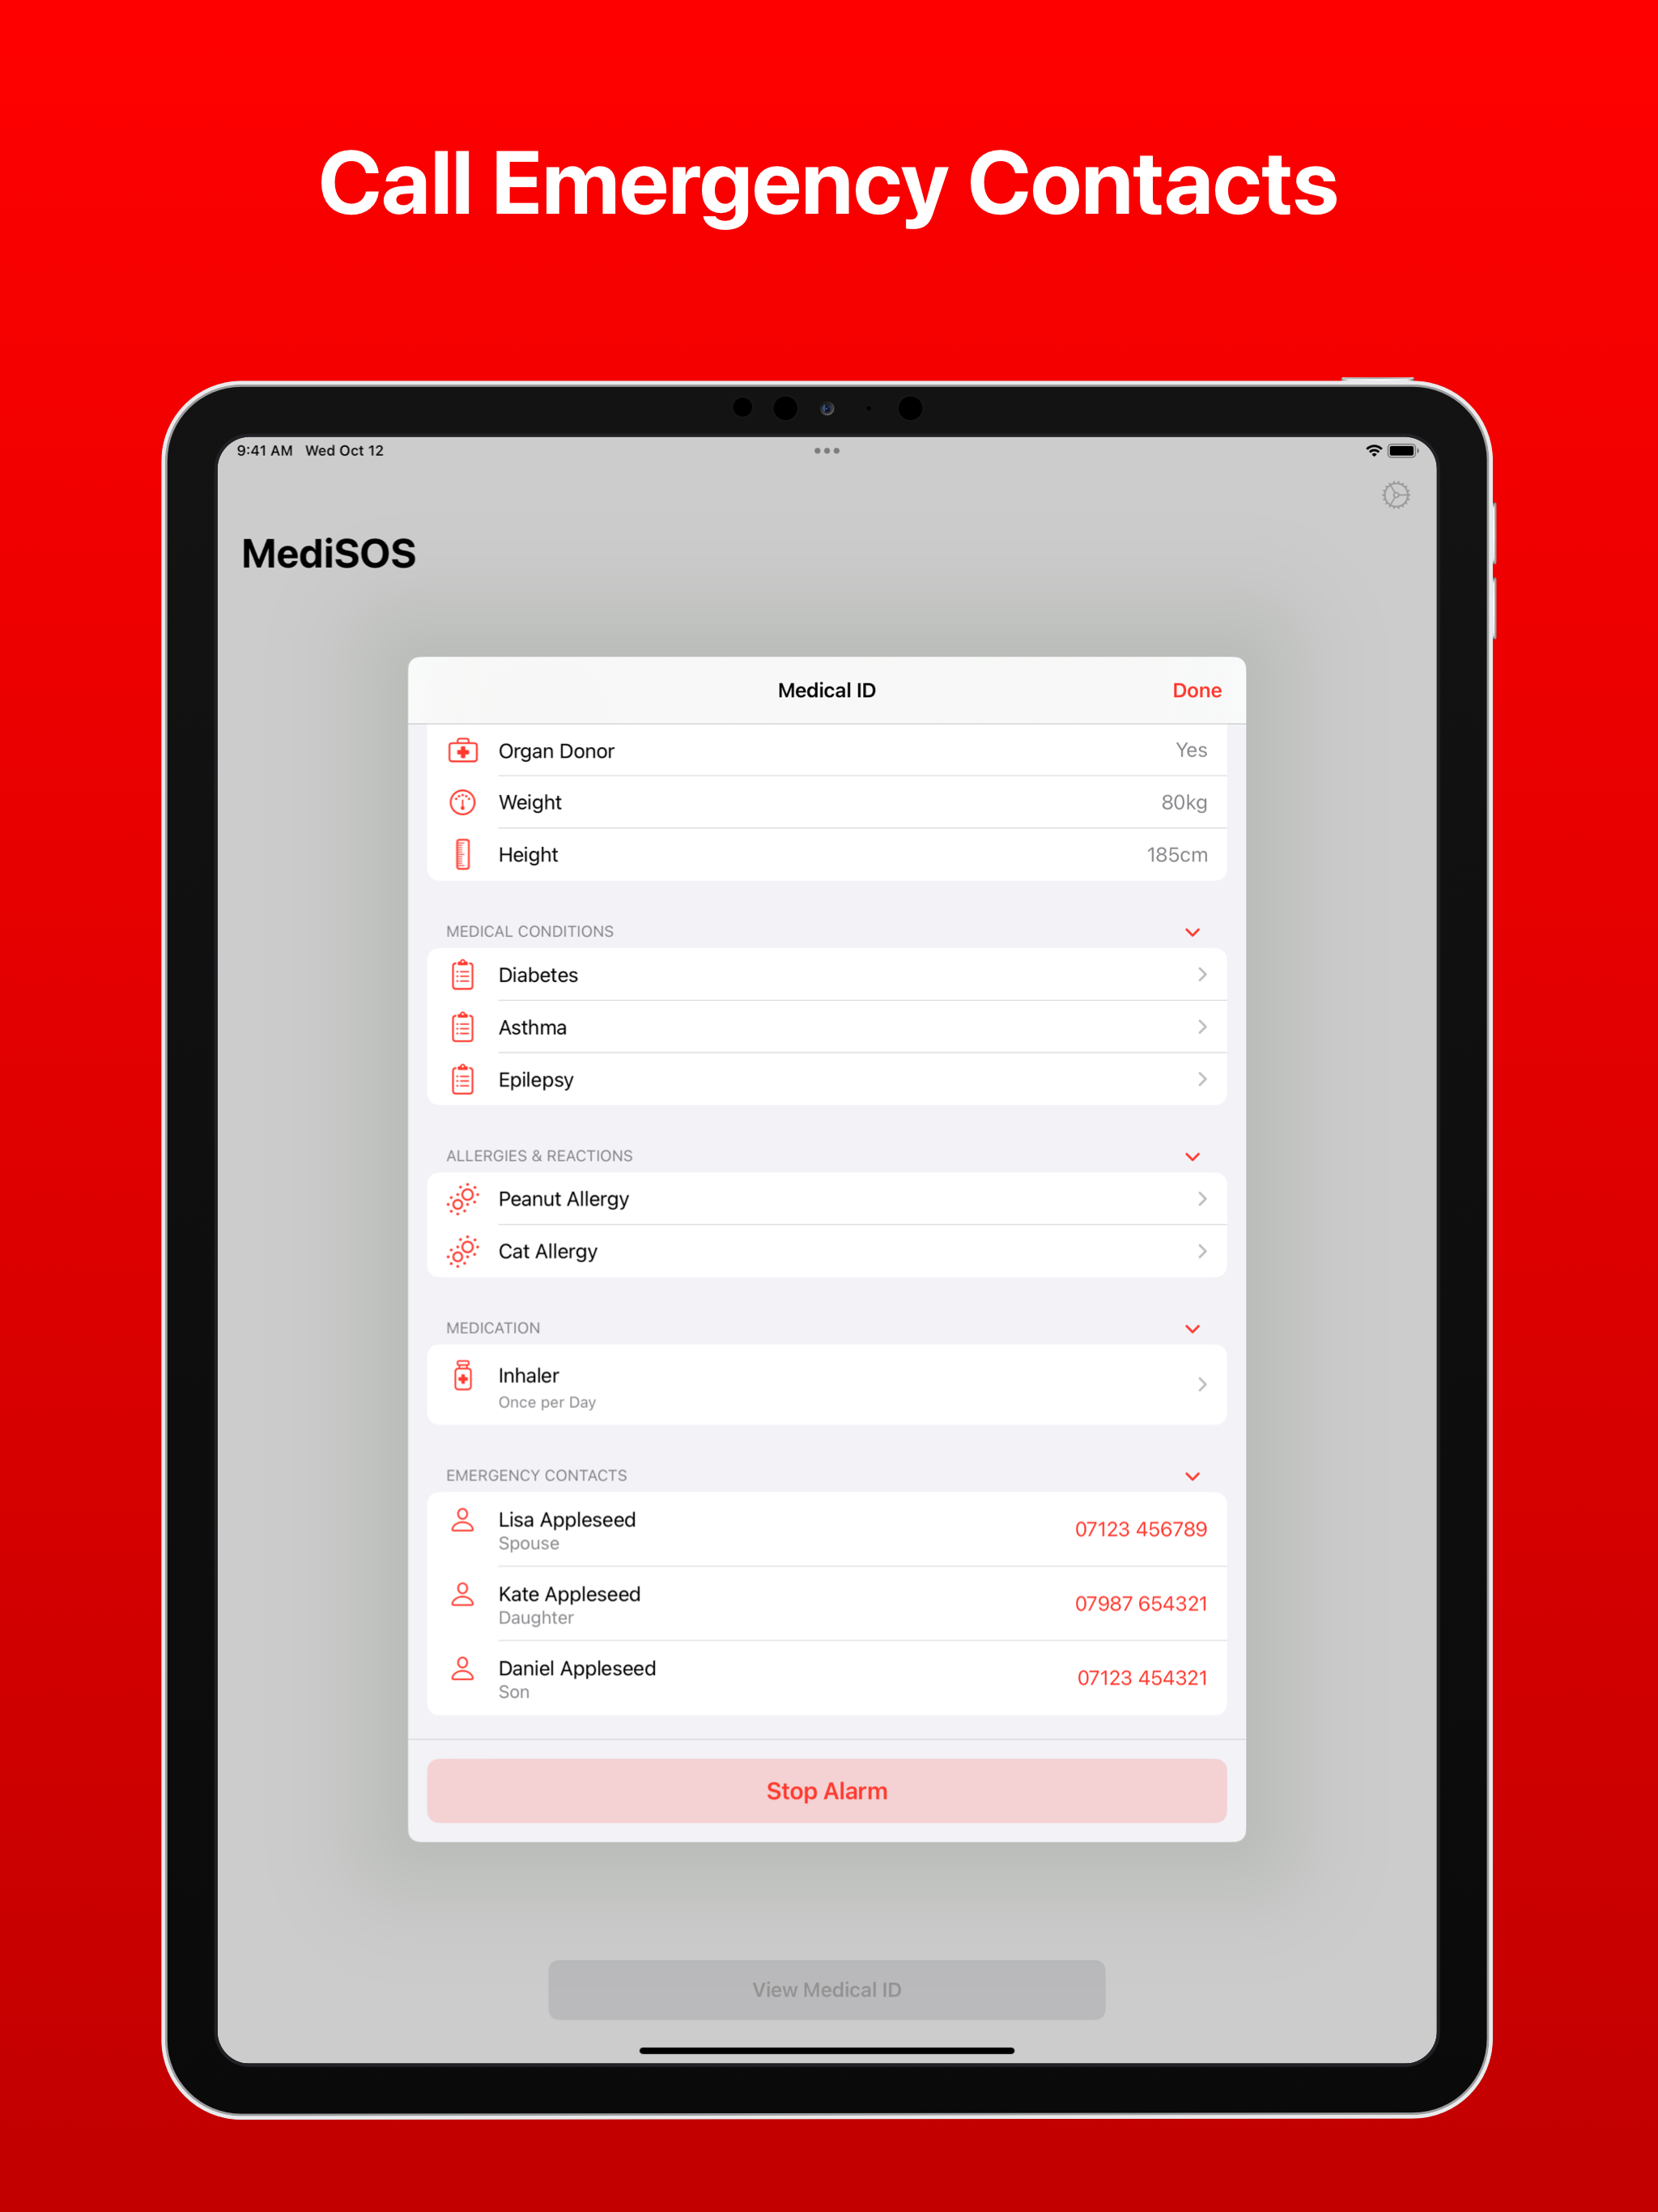 Call Emergency Contacts
9:41 AM Wed Oct 12
MediSOS
Medical ID Done
Organ Donor Yes
Weight 80kg
Height 185cm
MEDICAL CONDITIONS
Diabetes
Asthma
Epilepsy
ALLERGIES & REACTIONS
Peanut Allergy
Cat Allergy
MEDICATION
Inhaler
Once per Day
EMERGENCY CONTACTS
Lisa Appleseed 07123 456789
Spouse
Kate Appleseed 07987 654321
Daughter
Daniel Appleseed 07123 454321
Son
Stop Alarm
View Medical ID